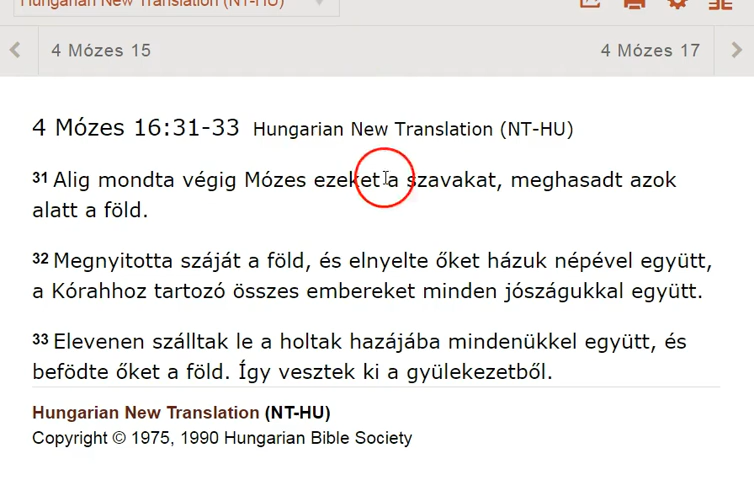 Hungarian New Translation (NT-HU)
4 Mózes 15
4 Mózes 17
4 Mózes 16:31-33 Hungarian New Translation (NT-HU)
31 Alig mondta végig Mózes ezeket a szavakat, meghasadt azok
alatt a föld.
32 Megnyitotta száját a föld, és elnyelte őket házuk népével együtt,
a Kórahhoz tartozó összes embereket minden jószágukkal együtt.
33 Elevenen szálltak le a holtak hazájába mindenükkel együtt, és
befödte őket a föld. Így vesztek ki a gyülekezetből.
Hungarian New Translation (NT-HU)
Copyright © 1975, 1990 Hungarian Bible Society